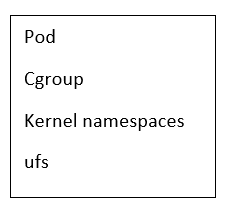 Pod
Cgroup
Kernel namespaces
ufs